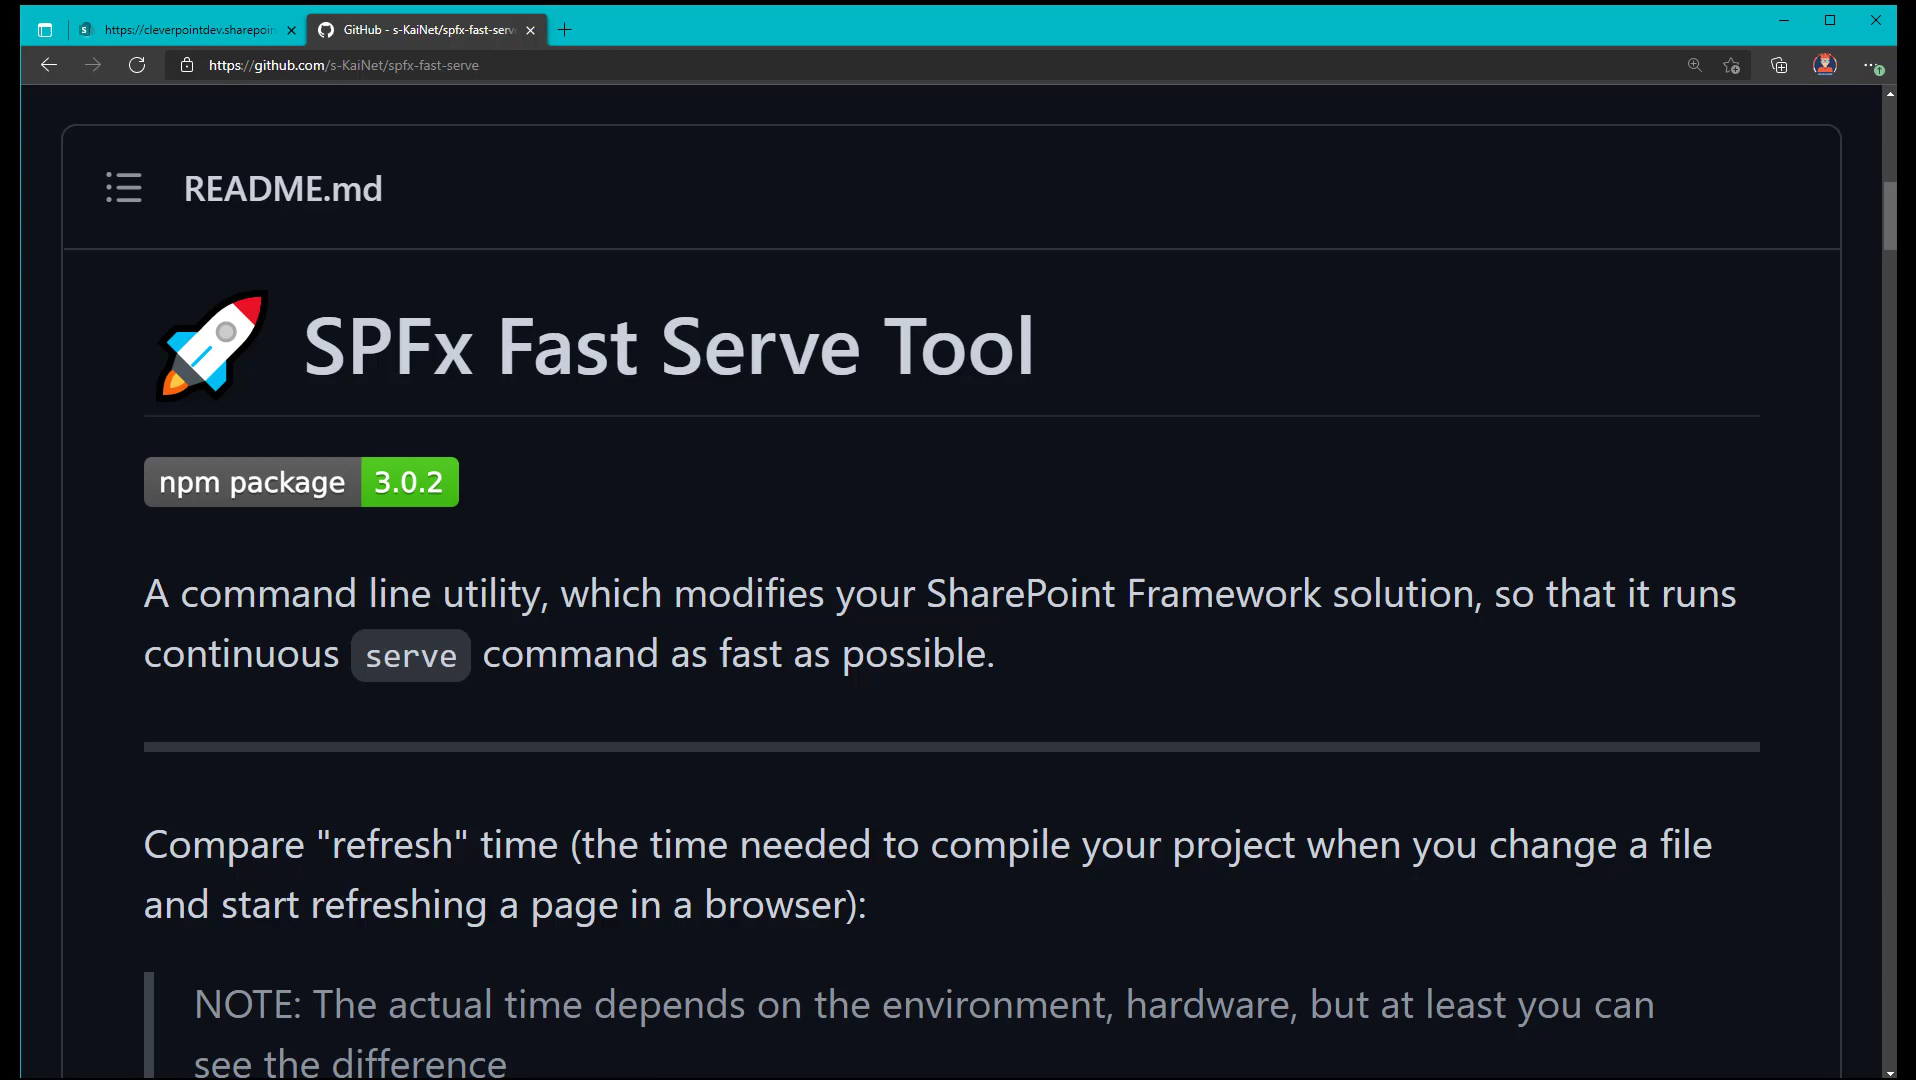 https://cleverpointdev.sharepoin
GitHub - s-KaiNet/spfx-fast-serv
https://github.com/s-KaiNet/spfx-fast-serve
README.md
SPFx Fast Serve Tool
npm package 3.0.2
A command line utility, which modifies your SharePoint Framework solution, so that it runs
continuous serve command as fast as possible.
Compare "refresh" time (the time needed to compile your project when you change a file
and start refreshing a page in a browser):
NOTE: The actual time depends on the environment, hardware, but at least you can
see the difference